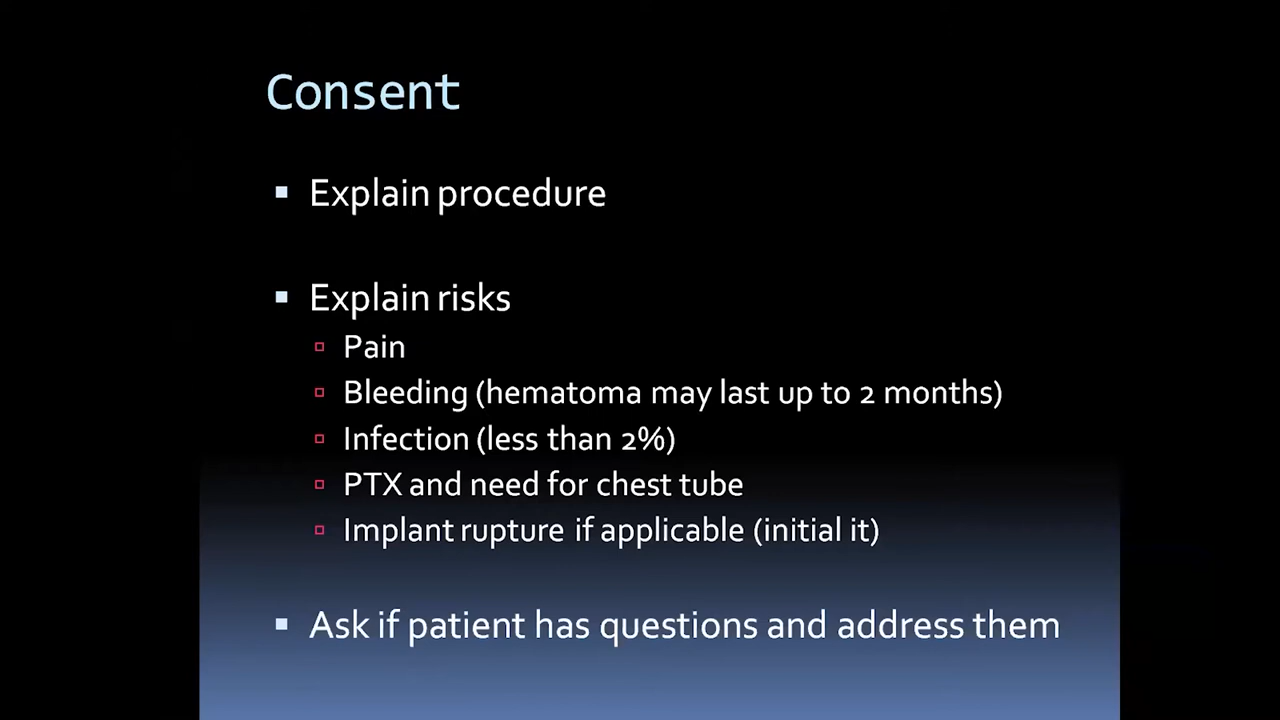 Consent
Explain procedure
Explain risks
Pain
Bleeding (hematoma may last up to 2 months)
Infection (less than 2%)
PTX and need for chest tube
Implant rupture if applicable (initial it)
Ask if patient has questions and address them